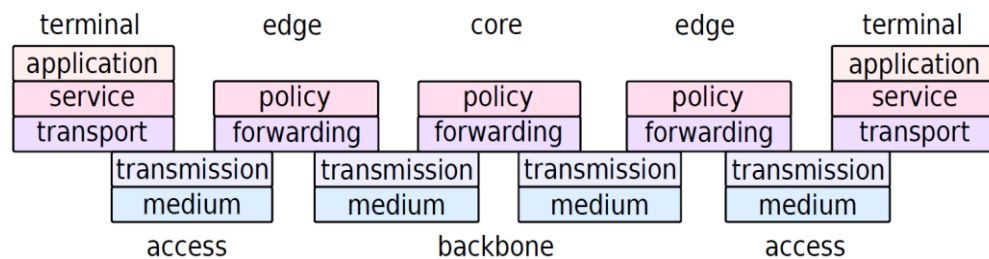 terminal edge core edge terminal
application application
service policy policy policy service
transport forwarding forwarding forwarding transport
transmission transmission transmission transmission
medium medium medium medium
access backbone access